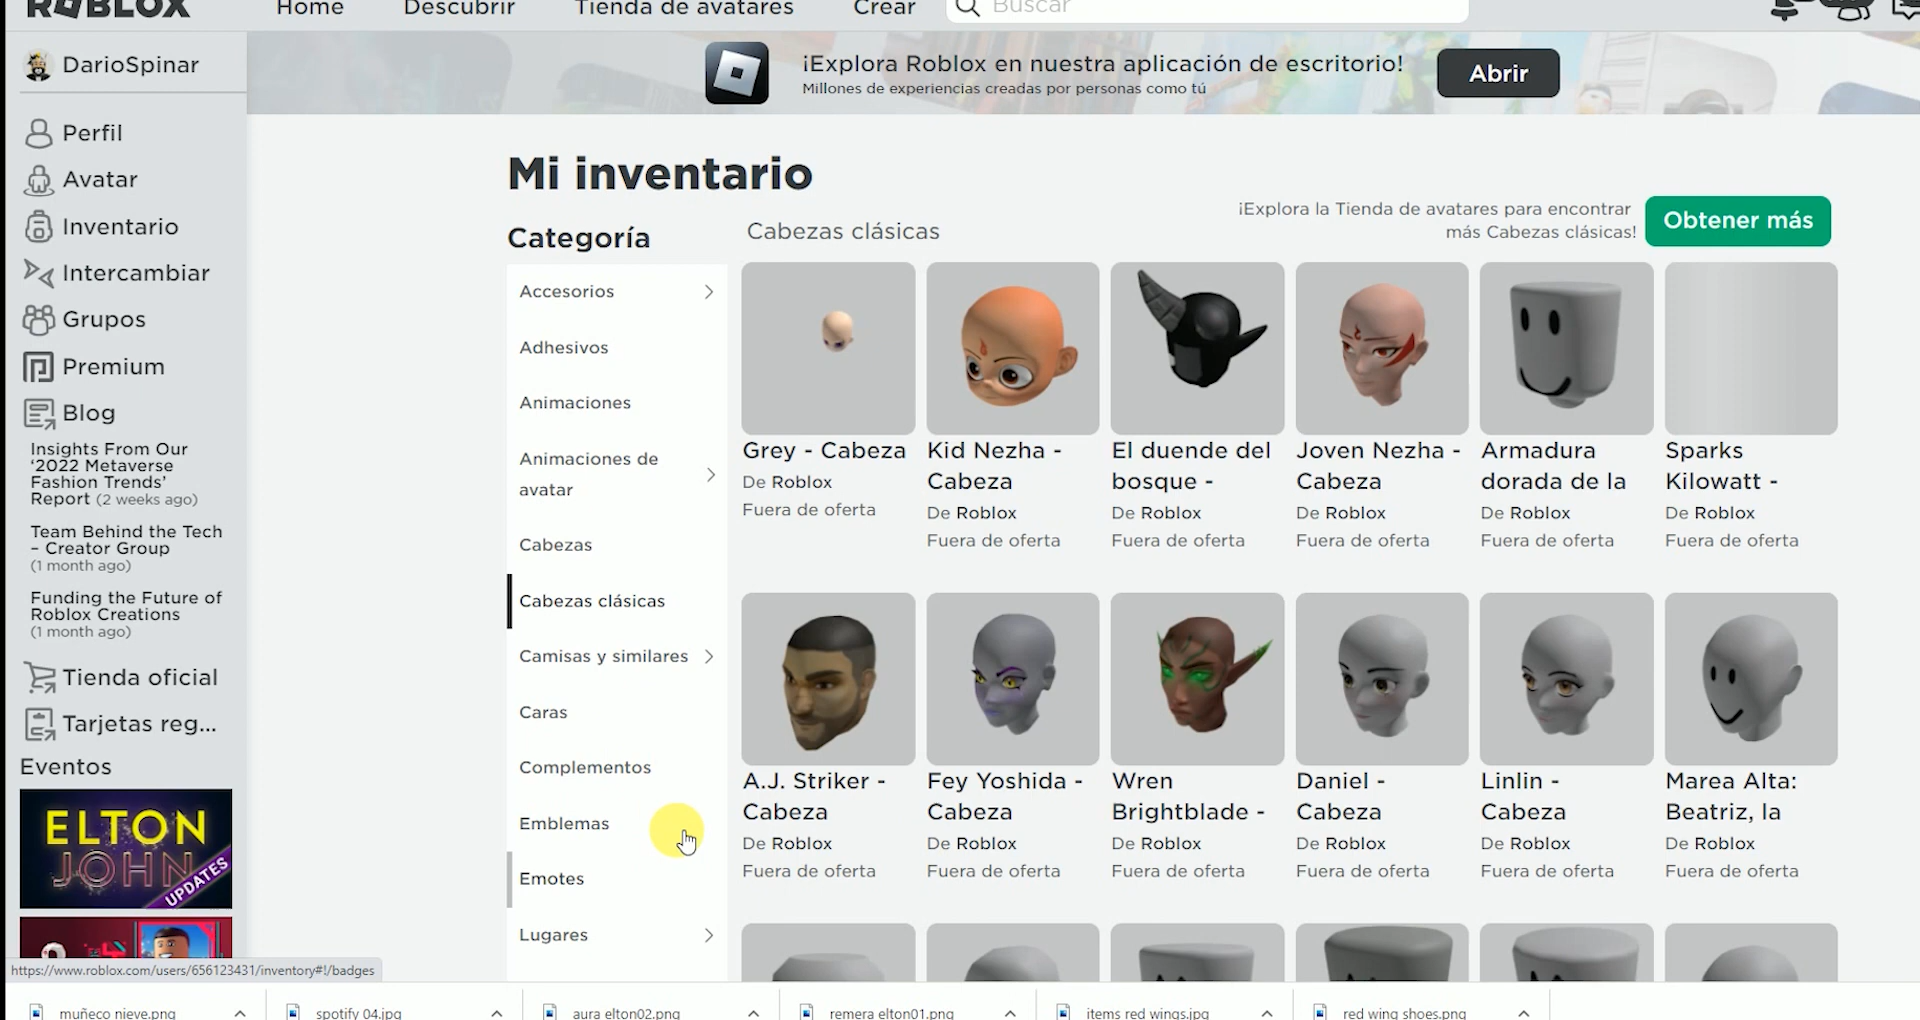 ROBLOX
Home
Descubrir
Tienda de avatares
Crear
Buscar
DarioSpinar
¡Explora Roblox en nuestra aplicación de escritorio!
Millones de experiencias creadas por personas como tú
Abrir
Perfil
Avatar
Inventario
Intercambiar
Grupos
Premium
Blog
Insights From Our
‘2022 Metaverse
Fashion Trends’
Report (2 weeks ago)
Team Behind the Tech
– Creator Group
(1 month ago)
Funding the Future of
Roblox Creations
(1 month ago)
Tienda oficial
Tarjetas reg...
Eventos
ELTON
JOHN
UPDATES
Mi inventario
Categoría
Accesorios
Adhesivos
Animaciones
Animaciones de
avatar
Cabezas
Cabezas clásicas
Camisas y similares
Caras
Complementos
Emblemas
Emotes
Lugares
Cabezas clásicas
¡Explora la Tienda de avatares para encontrar
más Cabezas clásicas!
Obtener más
Grey - Cabeza
De Roblox
Fuera de oferta
Kid Nezha -
Cabeza
De Roblox
Fuera de oferta
El duende del
bosque -
De Roblox
Fuera de oferta
Joven Nezha -
Cabeza
De Roblox
Fuera de oferta
Armadura
dorada de la
De Roblox
Fuera de oferta
Sparks
Kilowatt -
De Roblox
Fuera de oferta
A.J. Striker -
Cabeza
De Roblox
Fuera de oferta
Fey Yoshida -
Cabeza
De Roblox
Fuera de oferta
Wren
Brightblade -
De Roblox
Fuera de oferta
Daniel -
Cabeza
De Roblox
Fuera de oferta
Linlin -
Cabeza
De Roblox
Fuera de oferta
Marea Alta:
Beatriz, la
De Roblox
Fuera de oferta
https://www.roblox.com/users/656123431/inventory#!/badges
muñeco nieve.png
spotify 04.jpg
aura elton02.png
remera elton01.png
items red wings.jpg
red wing shoes.png